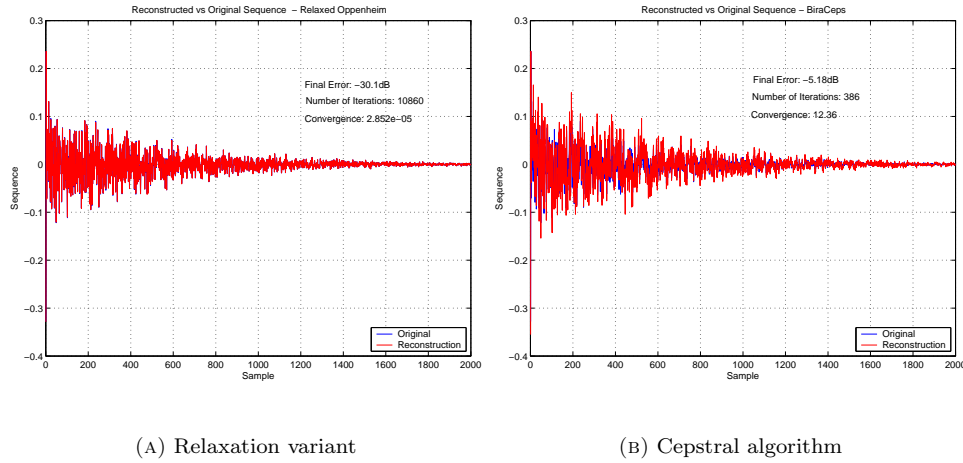 Reconstructed vs Original Sequence – Relaxed Oppenheim
0.3
0.2
0.1
0
−0.1
−0.2
−0.3
−0.4
Sequence
Final Error: −30.1dB
Number of Iterations: 10860
Convergence: 2.852e−05
Original
Reconstruction
0 200 400 600 800 1000 1200 1400 1600 1800 2000
Sample
(A) Relaxation variant
Reconstructed vs Original Sequence – BiraCeps
0.3
0.2
0.1
0
−0.1
−0.2
−0.3
−0.4
Sequence
Final Error: −5.18dB
Number of Iterations: 386
Convergence: 12.36
Original
Reconstruction
0 200 400 600 800 1000 1200 1400 1600 1800 2000
Sample
(B) Cepstral algorithm